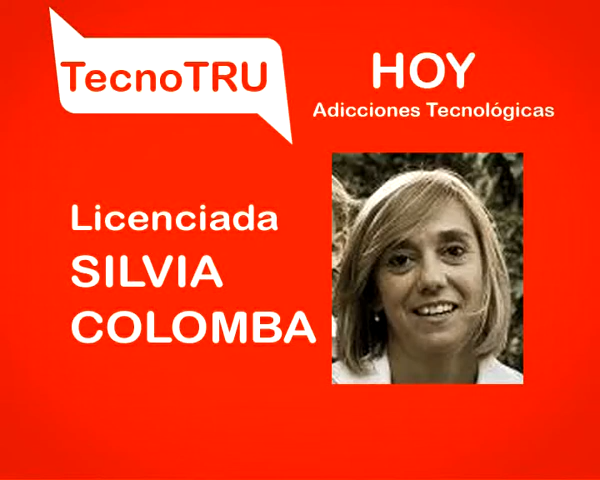 TecnoTRU
HOY
Adicciones Tecnológicas
Licenciada
SILVIA
COLOMBA